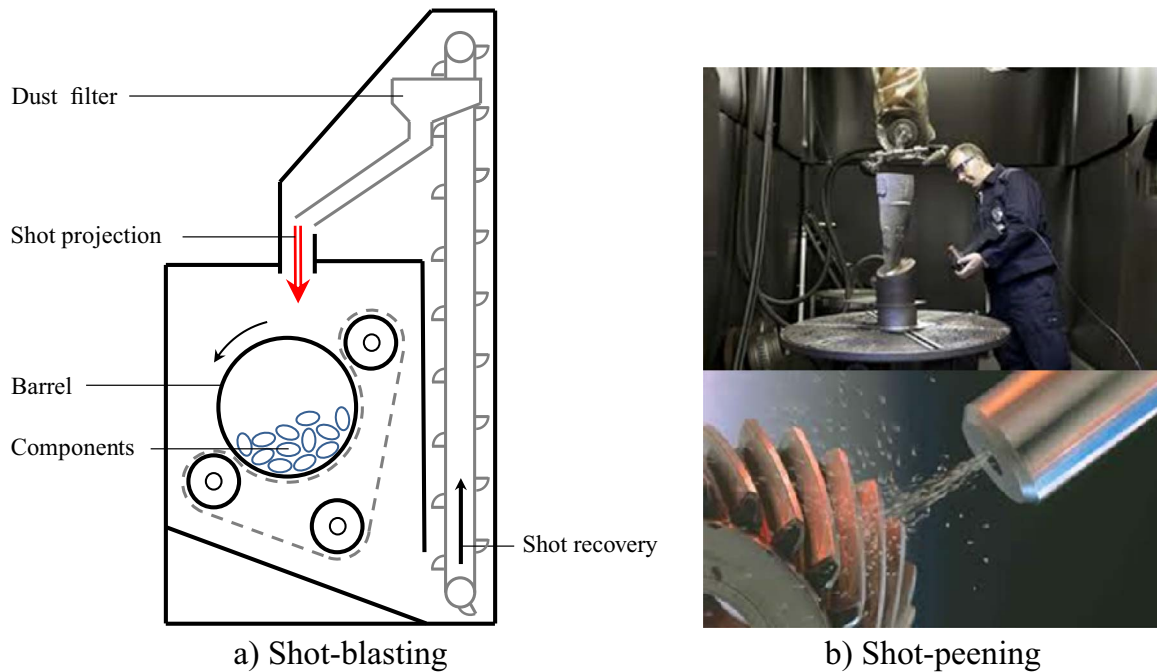 Dust filter
Shot projection
Barrel
Components
Shot recovery
a) Shot-blasting
b) Shot-peening